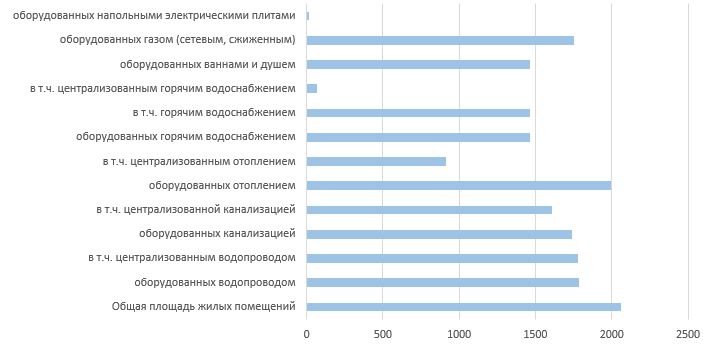 оборудованных напольными электрическими плитами
оборудованных газом (сетевым, сжиженным)
оборудованных ваннами и душем
в т.ч. централизованным горячим водоснабжением
в т.ч. горячим водоснабжением
оборудованных горячим водоснабжением
в т.ч. централизованным отоплением
оборудованных отоплением
в т.ч. централизованной канализацией
оборудованных канализацией
в т.ч. централизованным водопроводом
оборудованных водопроводом
Общая площадь жилых помещений
0 500 1000 1500 2000 2500